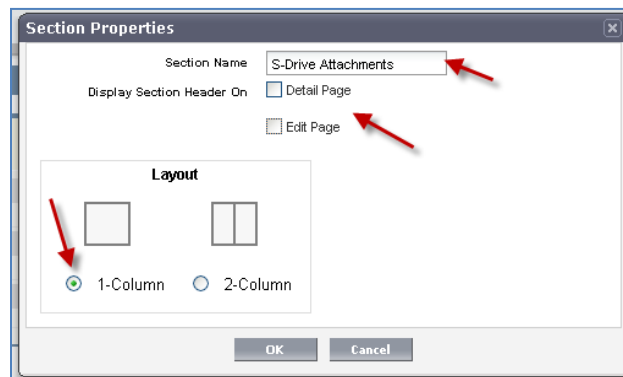 Section Properties
Section Name S-Drive Attachments
Display Section Header On Detail Page
Edit Page
Layout
1-Column 2-Column
OK Cancel